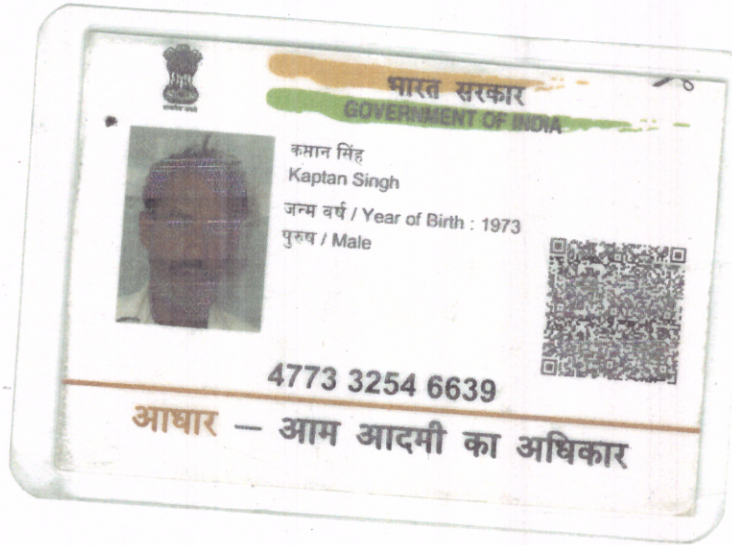 भारत सरकार
GOVERNMENT OF INDIA
कप्तान सिंह
Kaptan Singh
जन्म वर्ष / Year of Birth : 1973
पुरुष / Male
4773 3254 6639
आधार — आम आदमी का अधिकार